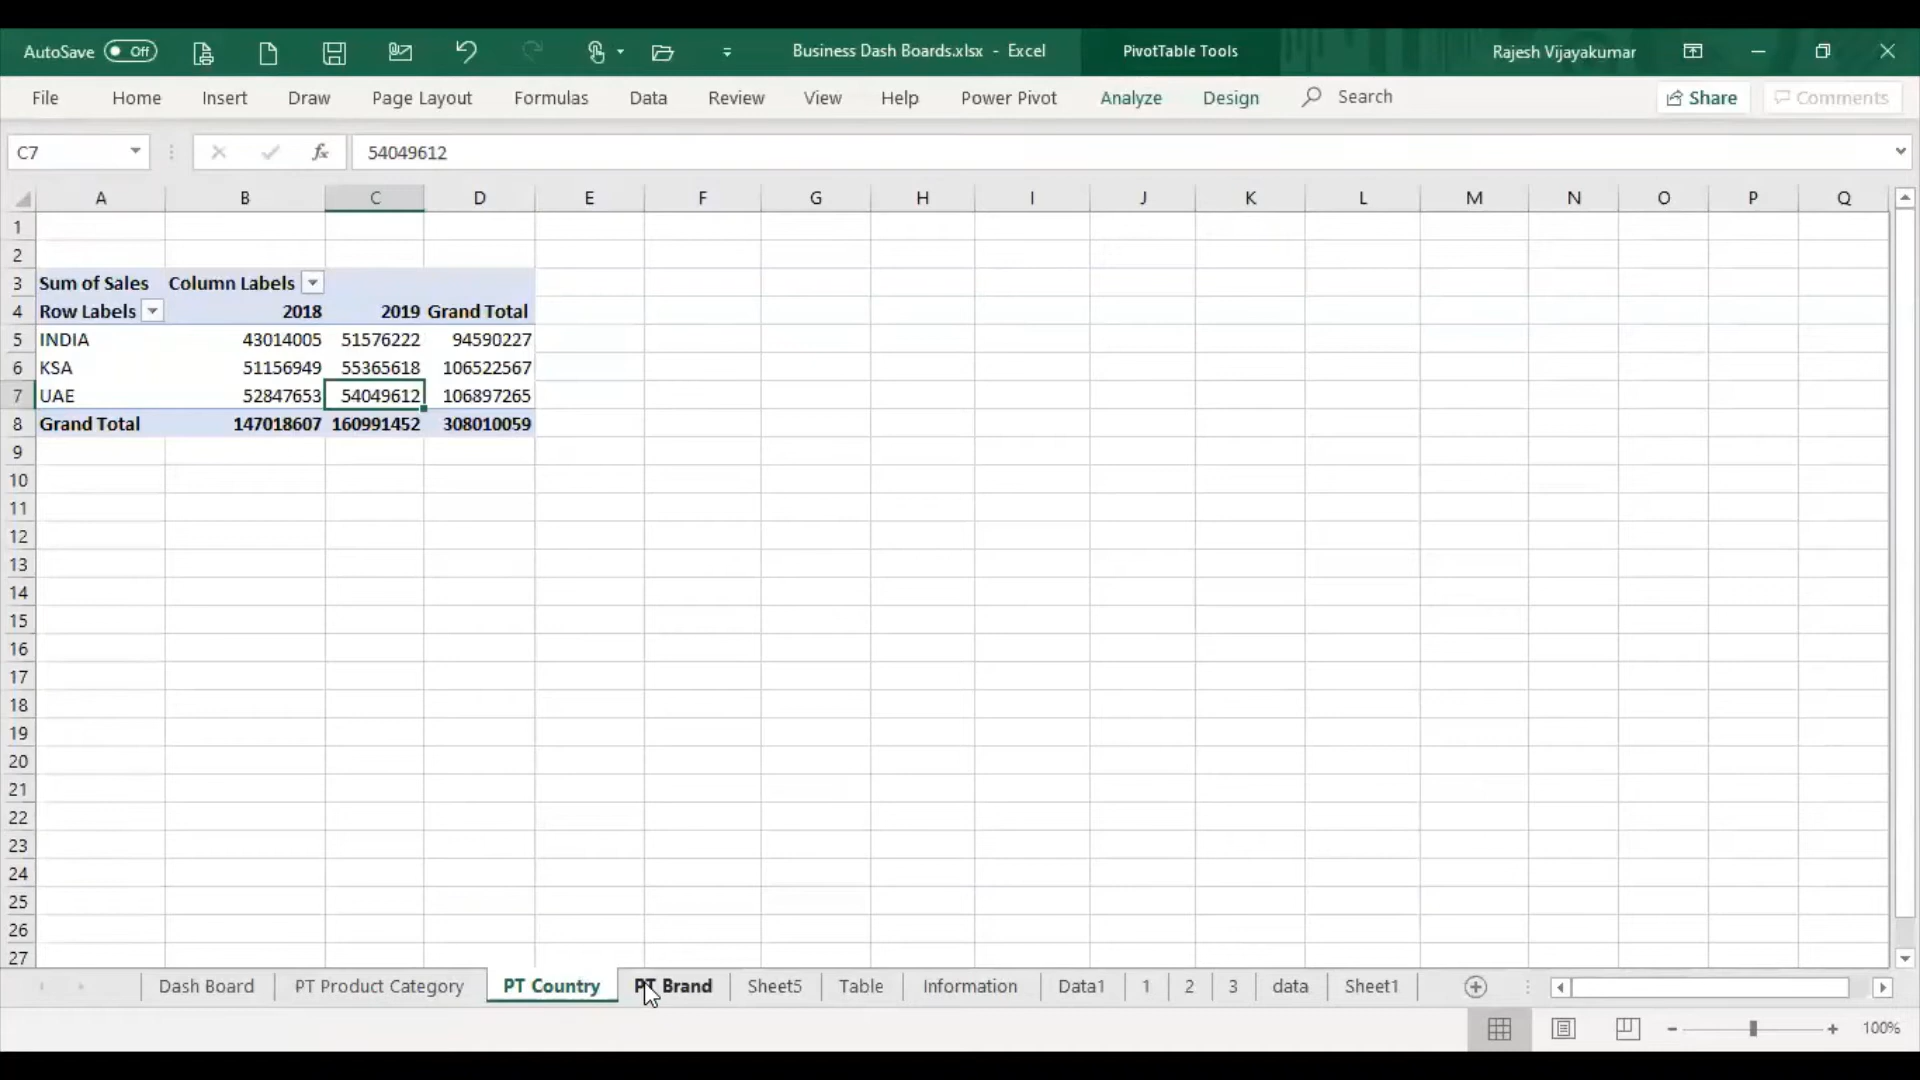 AutoSave Off Business Dash Boards.xlsx - Excel PivotTable Tools Rajesh Vijayakumar
File Home Insert Draw Page Layout Formulas Data Review View Help Power Pivot Analyze Design Search Share Comments
C7 fx 54049612
A B C D E F G H I J K L M N O P Q
1
2
3 Sum of Sales Column Labels
4 Row Labels 2018 2019 Grand Total
5 INDIA 43014005 51576222 94590227
6 KSA 51156949 55365618 106522567
7 UAE 52847653 54049612 106897265
8 Grand Total 147018607 160991452 308010059
9
10
11
12
13
14
15
16
17
18
19
20
21
22
23
24
25
26
27
Dash Board PT Product Category PT Country PT Brand Sheet5 Table Information Data1 1 2 3 data Sheet1
100%